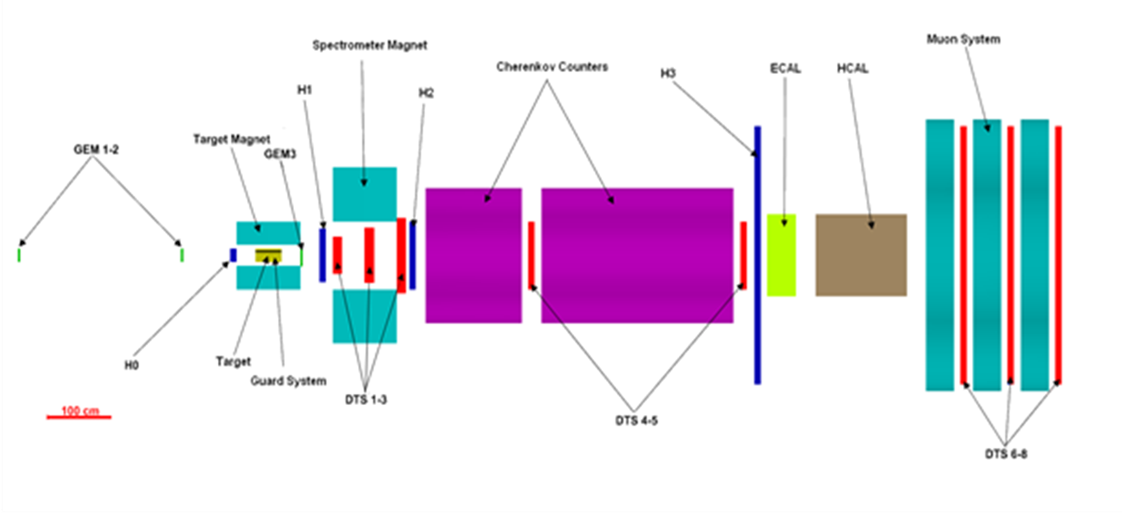 Spectrometer Magnet
Muon System
Cherenkov Counters
H3
ECAL
HCAL
H1
H2
Target Magnet
GEM 1-2
GEM3
H0
Target
Guard System
DTS 1-3
100 cm
DTS 4-5
DTS 6-8